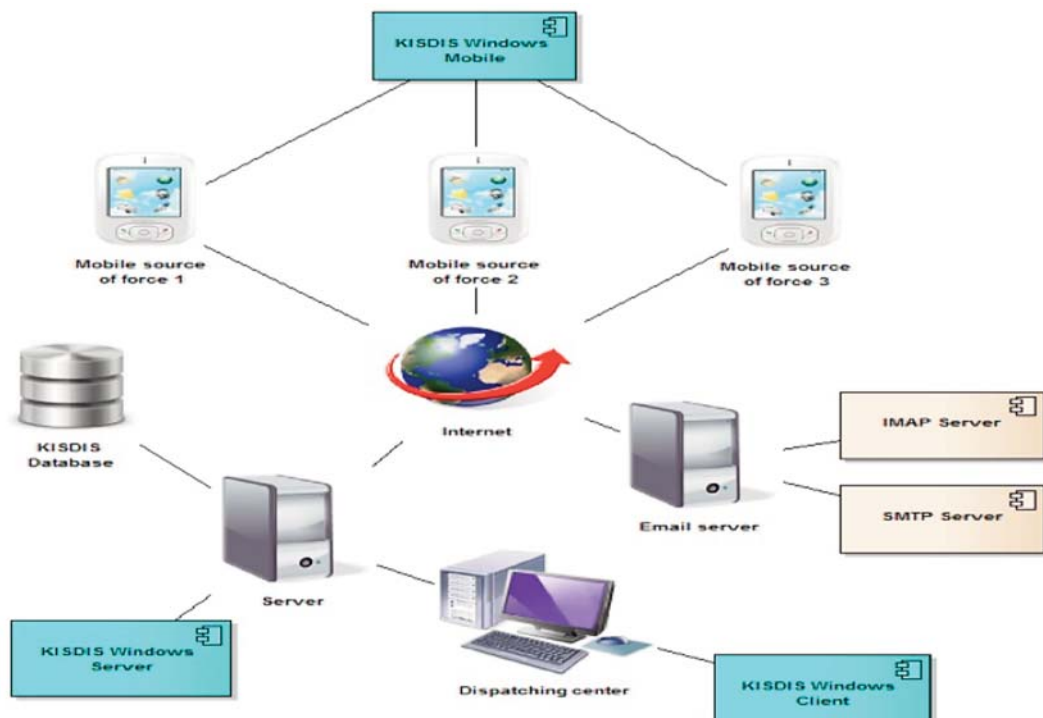 KISDIS Windows
Mobile
Mobile source
of force 1
Mobile source
of force 2
Mobile source
of force 3
Internet
KISDIS
Database
IMAP Server
SMTP Server
Email server
Server
KISDIS Windows
Server
Dispatching center
KISDIS Windows
Client